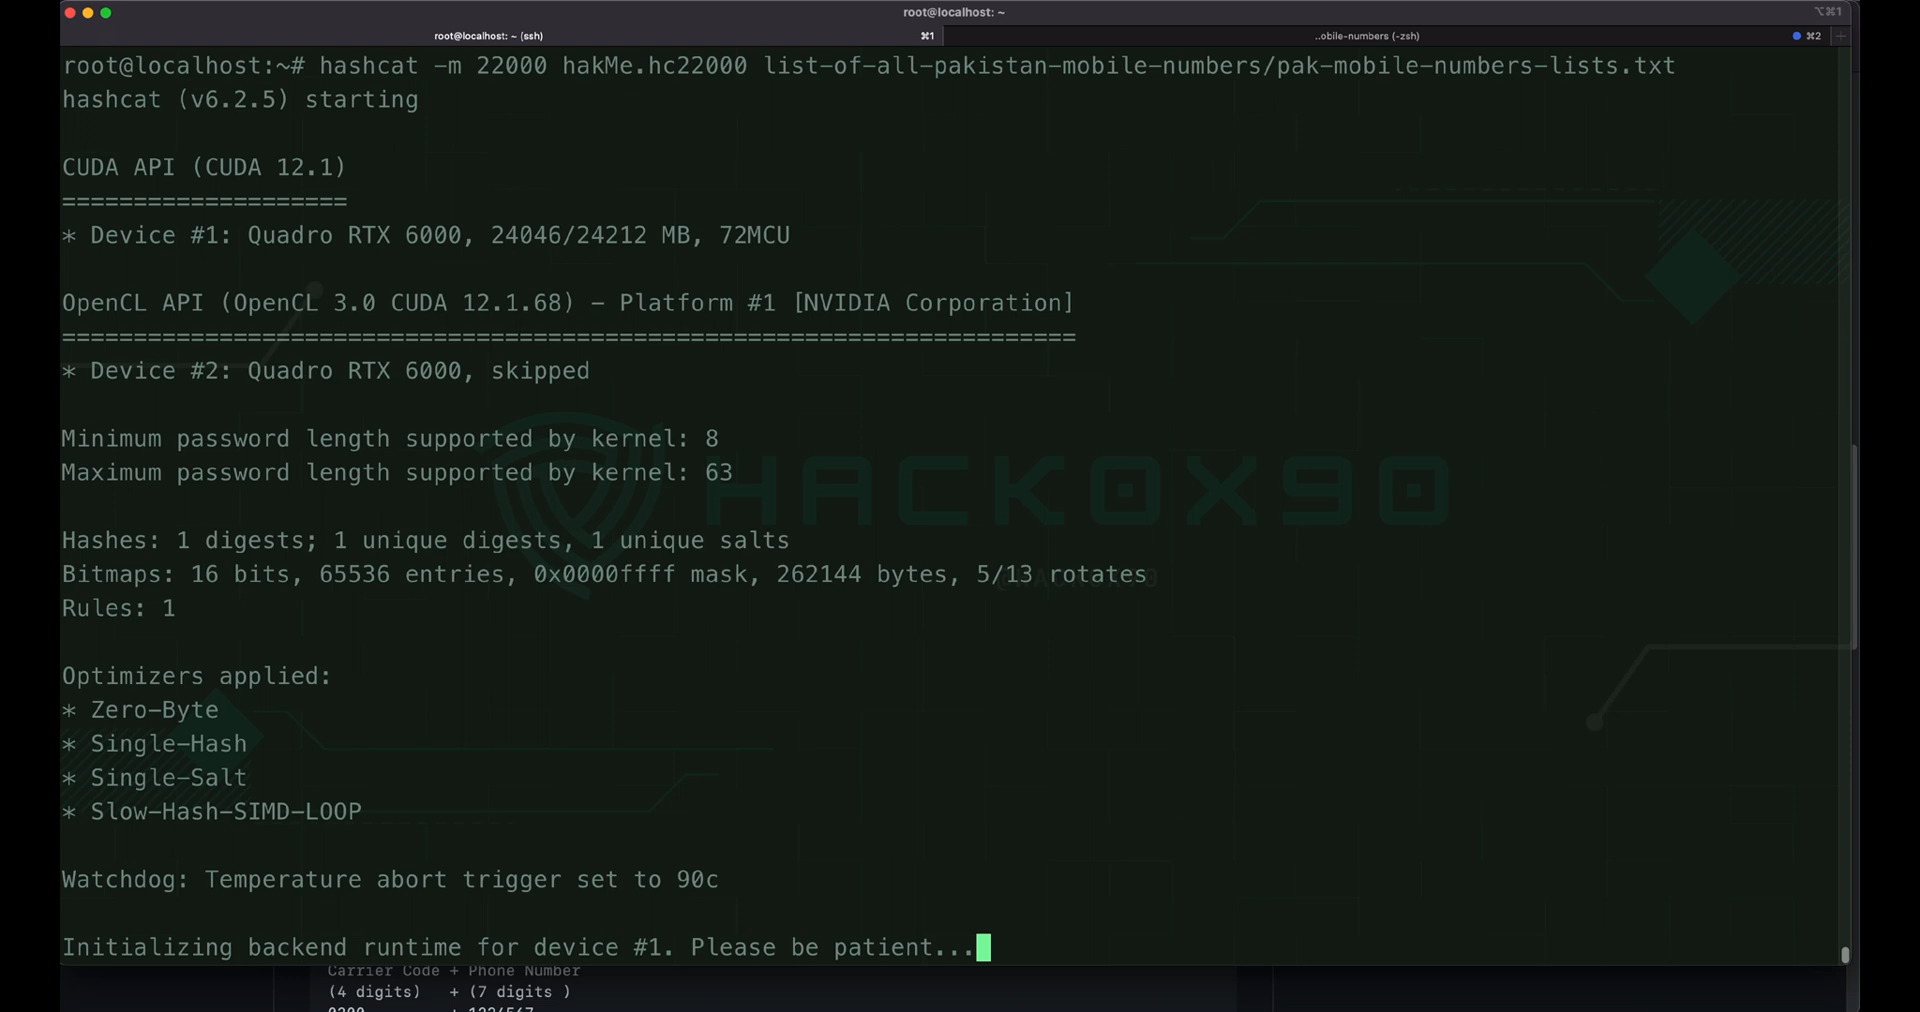 root@localhost: ~
⌥⌘1
root@localhost: ~ (ssh)
⌘1
..obile-numbers (-zsh)
⌘2
root@localhost:~# hashcat -m 22000 hakMe.hc22000 list-of-all-pakistan-mobile-numbers/pak-mobile-numbers-lists.txt
hashcat (v6.2.5) starting
CUDA API (CUDA 12.1)
====================
* Device #1: Quadro RTX 6000, 24046/24212 MB, 72MCU
OpenCL API (OpenCL 3.0 CUDA 12.1.68) - Platform #1 [NVIDIA Corporation]
=======================================================================
* Device #2: Quadro RTX 6000, skipped
Minimum password length supported by kernel: 8
Maximum password length supported by kernel: 63
HACK0X90
Hashes: 1 digests; 1 unique digests, 1 unique salts
Bitmaps: 16 bits, 65536 entries, 0x0000ffff mask, 262144 bytes, 5/13 rotates
Rules: 1
Optimizers applied:
* Zero-Byte
* Single-Hash
* Single-Salt
* Slow-Hash-SIMD-LOOP
Watchdog: Temperature abort trigger set to 90c
Initializing backend runtime for device #1. Please be patient...
Carrier Code + Phone Number
(4 digits) + (7 digits )